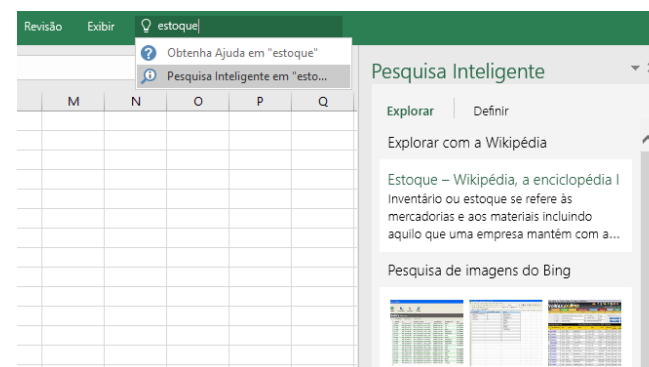 Revisão Exibir estoque
Obtenha Ajuda em "estoque"
Pesquisa Inteligente em "esto...
M N O P Q
Pesquisa Inteligente
Explorar Definir
Explorar com a Wikipédia
Estoque – Wikipédia, a enciclopédia l
Inventário ou estoque se refere às
mercadorias e aos materiais incluindo
aquilo que uma empresa mantém com a...
Pesquisa de imagens do Bing